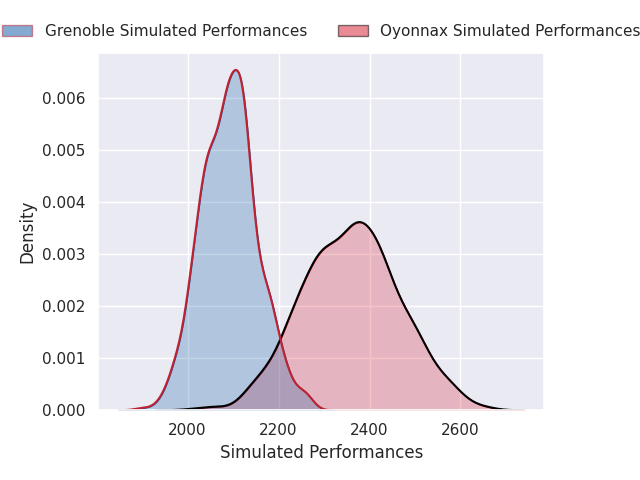 Grenoble Simulated Performances
Oyonnax Simulated Performances
0.006
0.005
0.004
0.003
0.002
0.001
0.000
Density
2000
2200
2400
2600
Simulated Performances